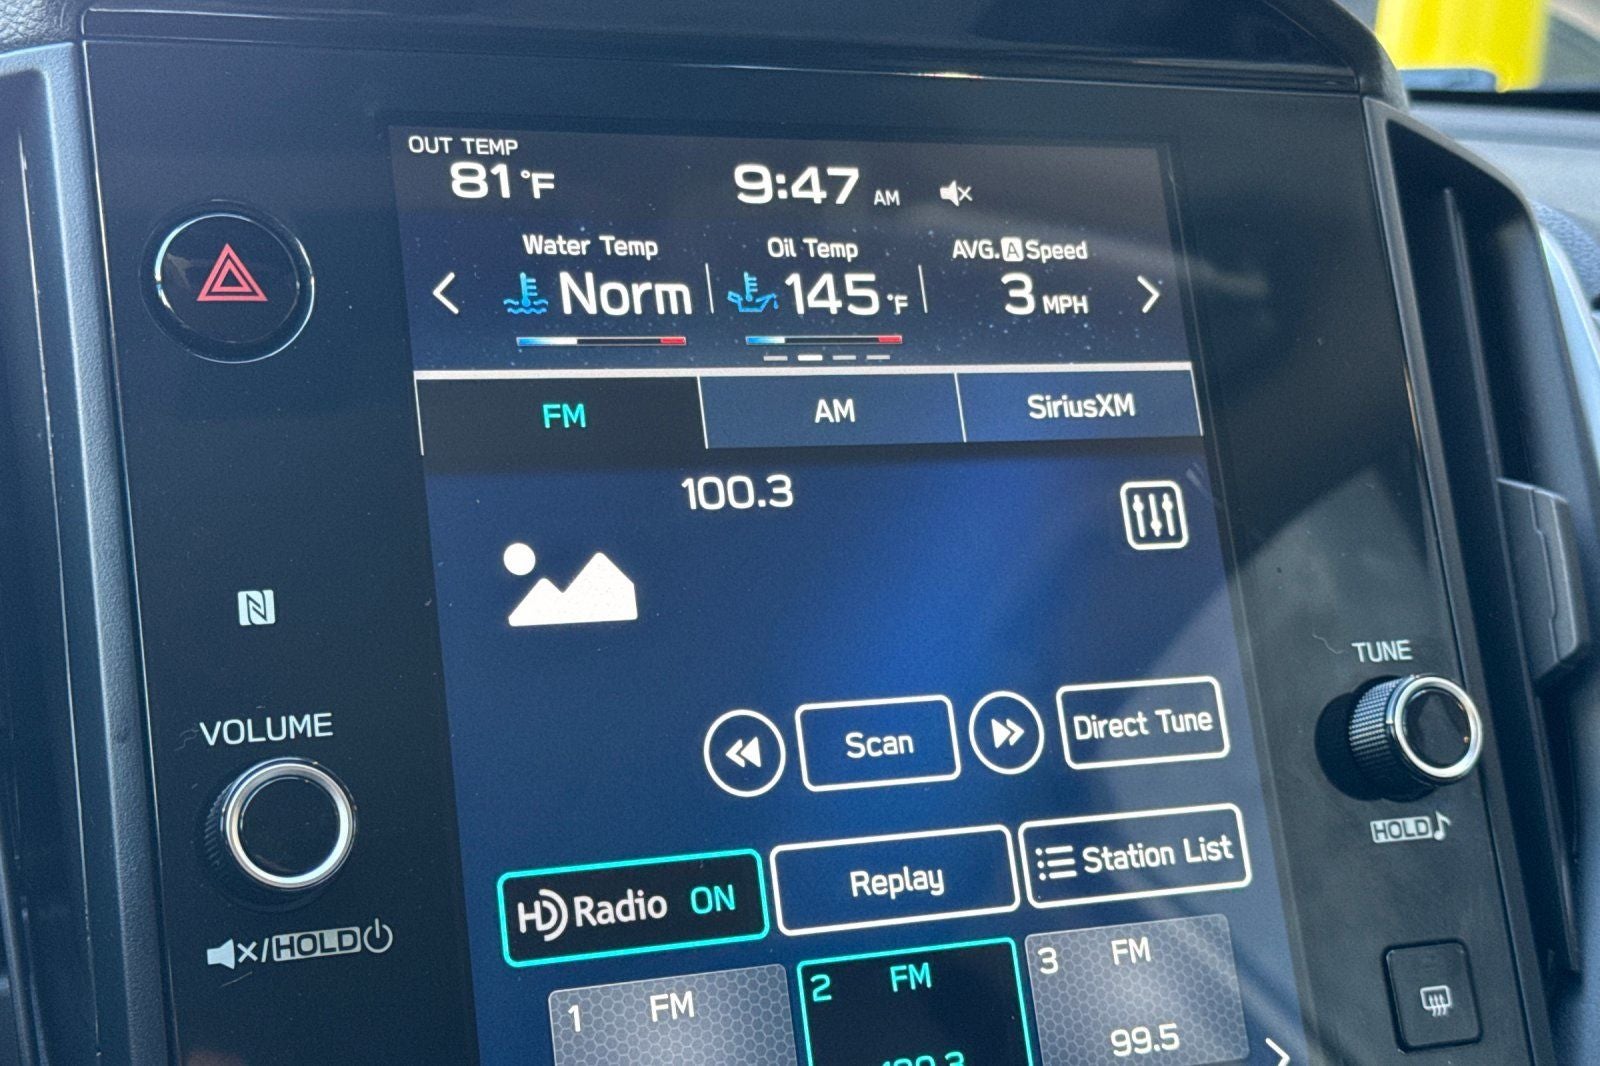 OUT TEMP
81°F
9:47 AM
Water Temp
Oil Temp
AVG. A Speed
Norm
145 °F
3 MPH
FM
AM
SiriusXM
100.3
TUNE
VOLUME
Scan
Direct Tune
HOLD
HD Radio ON
Replay
Station List
HOLD
1 FM
2 FM
3 FM
100.3
99.5